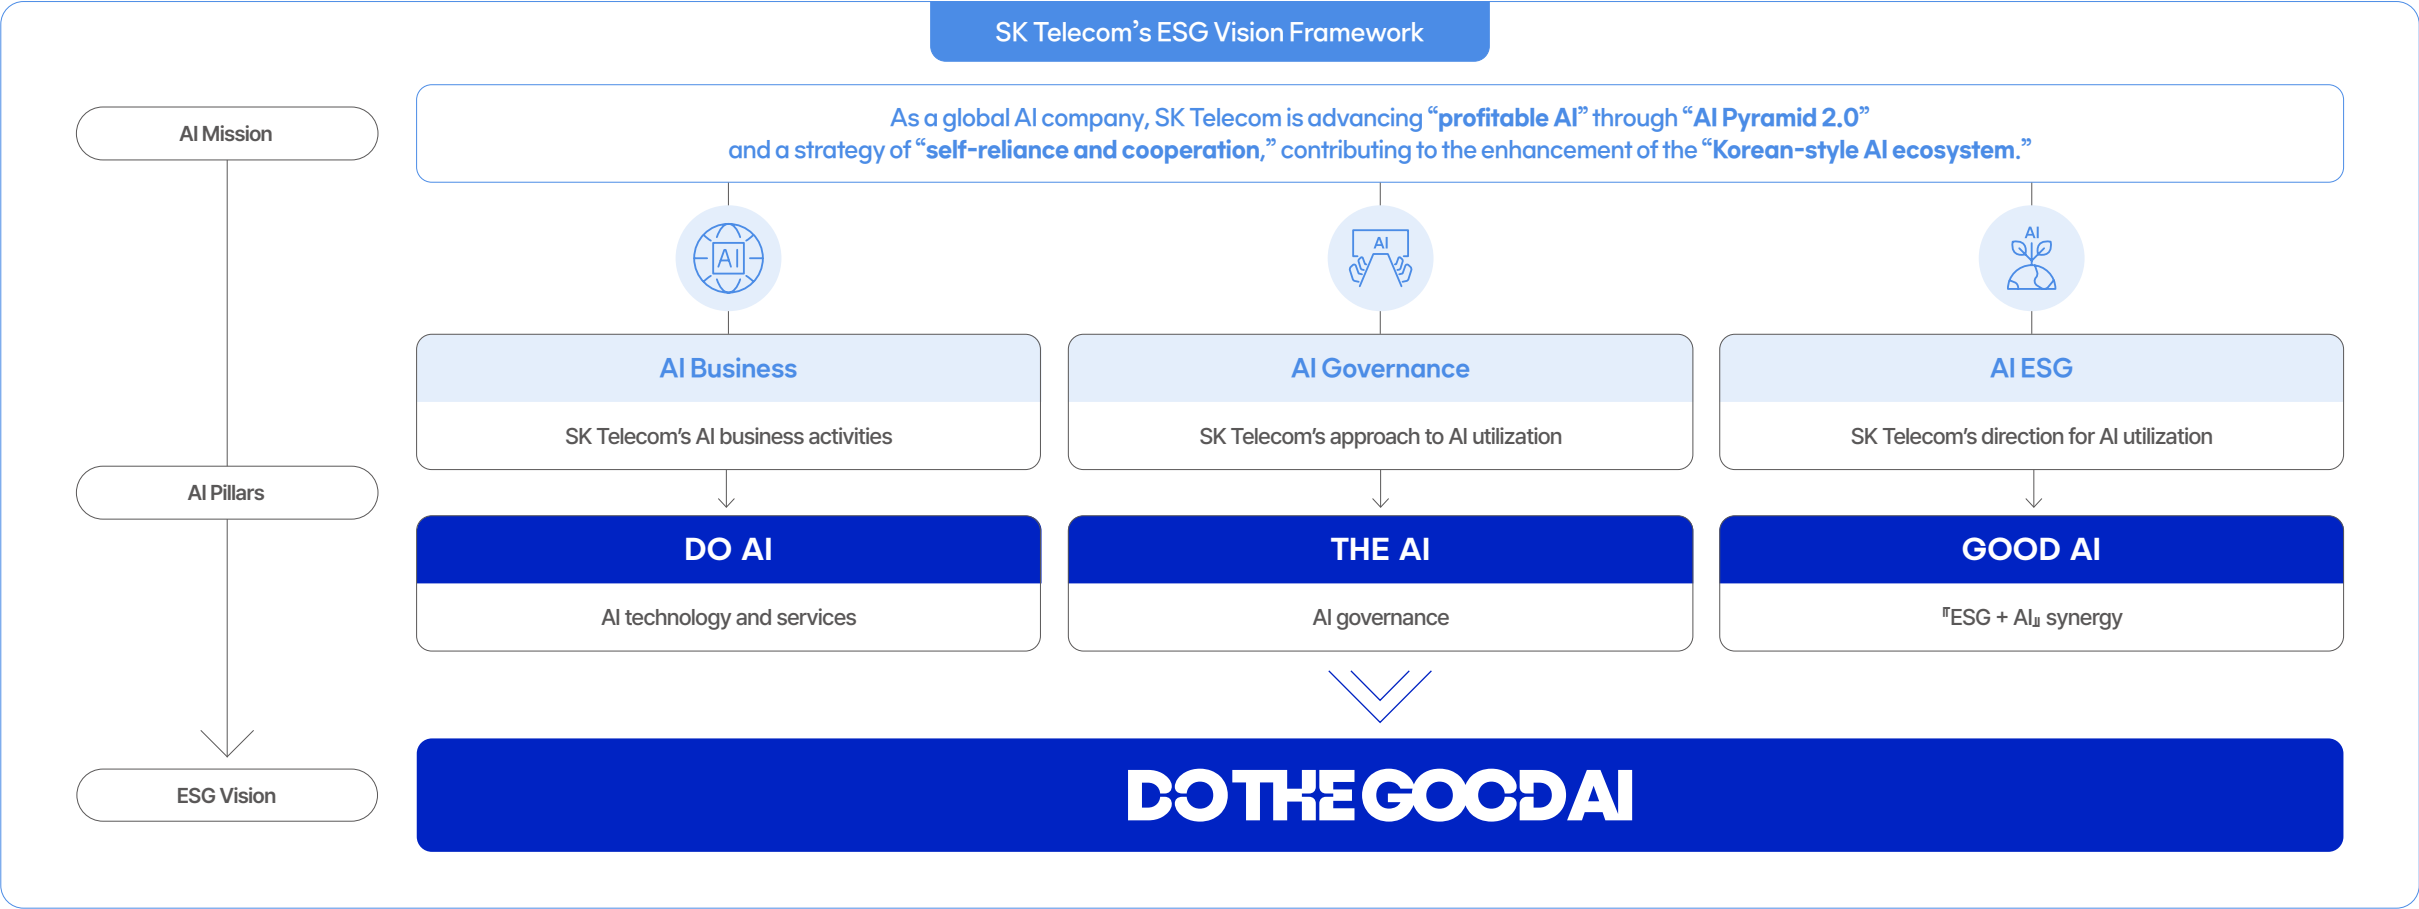 SK Telecom’s ESG Vision Framework
AI Mission
As a global AI company, SK Telecom is advancing “profitable AI” through “AI Pyramid 2.0”
and a strategy of “self-reliance and cooperation,” contributing to the enhancement of the “Korean-style AI ecosystem.”
AI
AI
AI
AI Business
AI Governance
AI ESG
SK Telecom’s AI business activities
SK Telecom’s approach to AI utilization
SK Telecom’s direction for AI utilization
AI Pillars
DO AI
THE AI
GOOD AI
AI technology and services
AI governance
『ESG + AI』 synergy
ESG Vision
DO THE GOOD AI